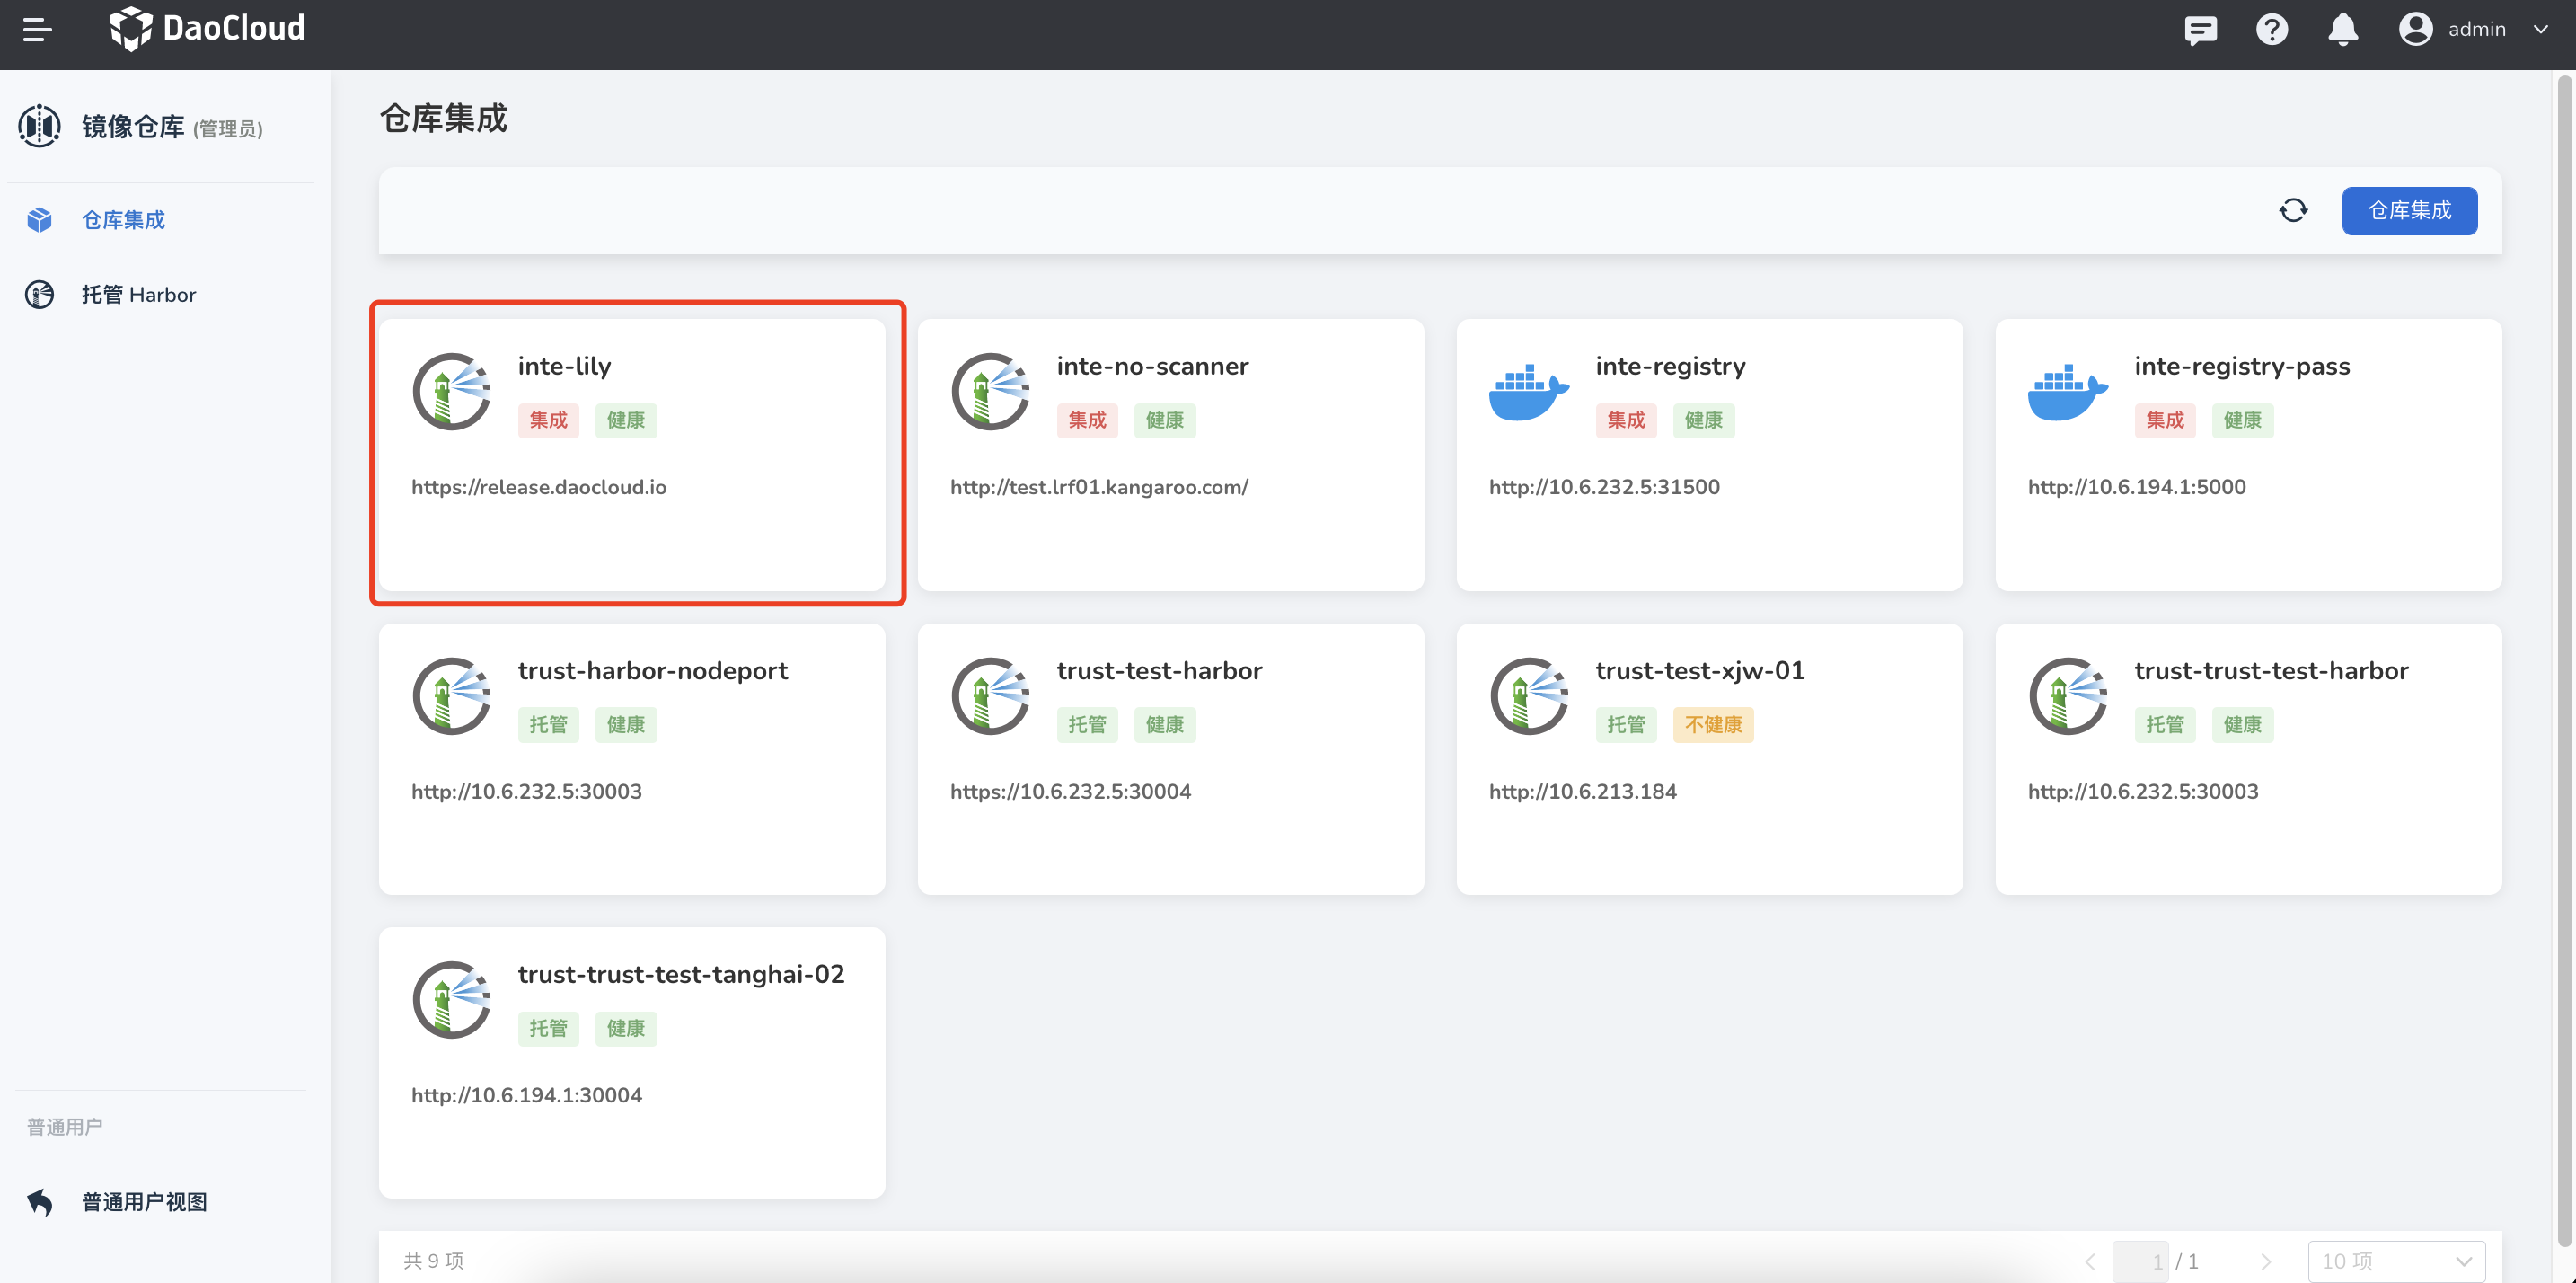 DaoCloud
admin
镜像仓库 (管理员)
仓库集成
托管 Harbor
普通用户
普通用户视图
仓库集成
仓库集成
inte-lily
集成 健康
https://release.daocloud.io
inte-no-scanner
集成 健康
http://test.lrf01.kangaroo.com/
inte-registry
集成 健康
http://10.6.232.5:31500
inte-registry-pass
集成 健康
http://10.6.194.1:5000
trust-harbor-nodeport
托管 健康
http://10.6.232.5:30003
trust-test-harbor
托管 健康
https://10.6.232.5:30004
trust-test-xjw-01
托管 不健康
http://10.6.213.184
trust-trust-test-harbor
托管 健康
http://10.6.232.5:30003
trust-trust-test-tanghai-02
托管 健康
http://10.6.194.1:30004
共 9 项
1 / 1
10 项